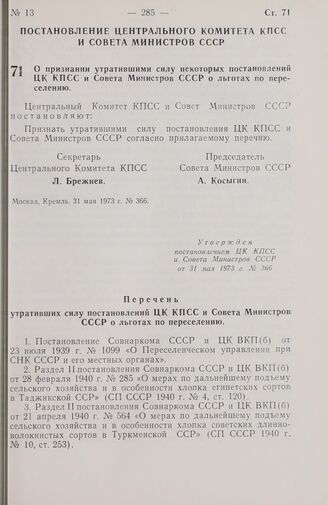 № 13 — 285 — Ст. 71
ПОСТАНОВЛЕНИЕ ЦЕНТРАЛЬНОГО КОМИТЕТА КПСС
И СОВЕТА МИНИСТРОВ СССР
71 О признании утратившими силу некоторых постановлений
ЦК КПСС и Совета Министров СССР о льготах по пере-
селению.
Центральный Комитет КПСС и Совет Министров СССР
постановляют:
Признать утратившими силу постановления ЦК КПСС и
Совета Министров СССР согласно прилагаемому перечню.
Секретарь Председатель
Центрального Комитета КПСС Совета Министров СССР
Л. Брежнев. А. Косыгин.
Москва, Кремль. 31 мая 1973 г. № 366.
Утвержден
постановлением ЦК КПСС
и Совета Министров СССР
от 31 мая 1973 г. № 366
Перечень
утративших силу постановлений ЦК КПСС и Совета Министров
СССР о льготах по переселению.
1. Постановление Совнаркома СССР и ЦК ВКП(б) от
23 июля 1939 г. № 1099 «О Переселенческом управлении при
СНК СССР и его местных органах».
2. Раздел II постановления Совнаркома СССР и ЦК ВКП(б)
от 28 февраля 1940 г. № 285 «О мерах по дальнейшему подъему
сельского хозяйства и в особенности хлопка египетских сортов
в Таджикской ССР» (СП СССР 1940 г. № 4, ст. 120).
3. Раздел II постановления Совнаркома СССР и ЦК ВКП(б)
от 21 апреля 1940 г. № 564 «О мерах по дальнейшему подъему
сельского хозяйства и в особенности хлопка советских длинно-
волокнистых сортов в Туркменской ССР» (СП СССР 1940 г.
№ 10, ст. 253).